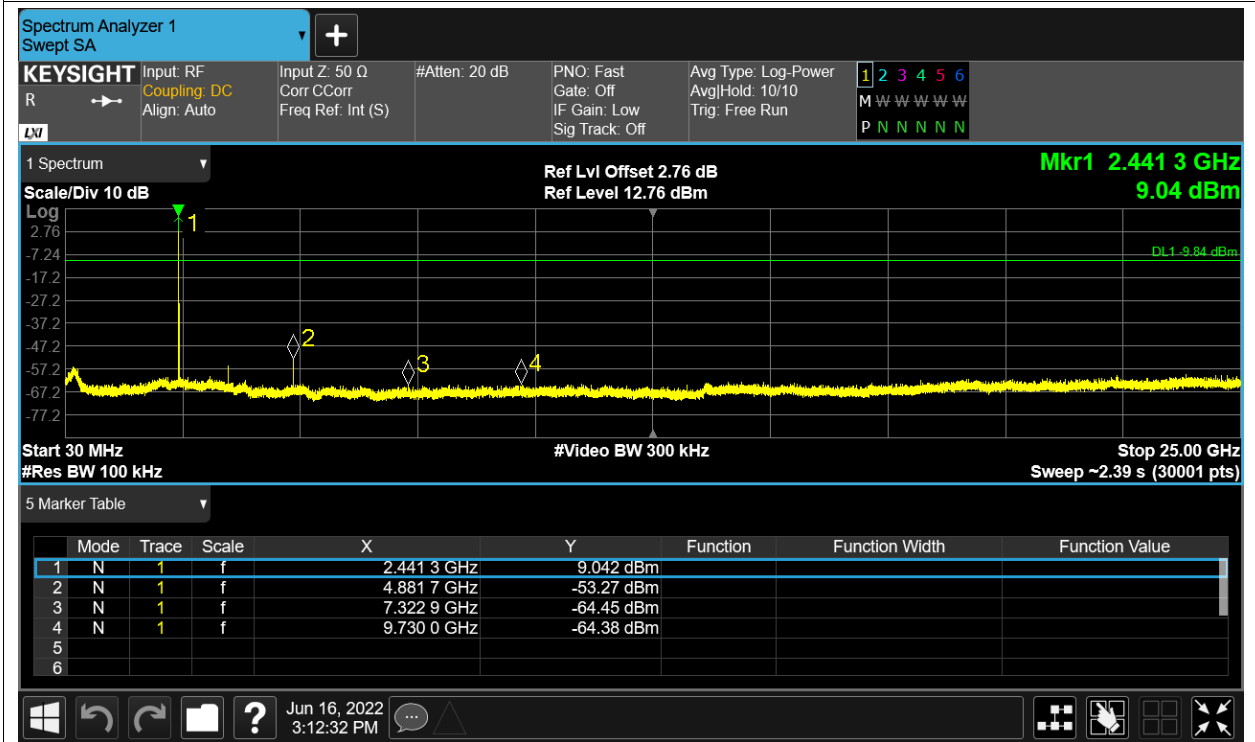 Spectrum Analyzer 1
Swept SA
KEYSIGHT
R
LXI
Input: RF
Coupling: DC
Align: Auto
Input Z: 50 Ω
Corr CCorr
Freq Ref: Int (S)
#Atten: 20 dB
PNO: Fast
Gate: Off
IF Gain: Low
Sig Track: Off
Avg Type: Log-Power
Avg|Hold: 10/10
Trig: Free Run
1 2 3 4 5 6
M W W W W W
P N N N N N
1 Spectrum
Scale/Div 10 dB
Ref Lvl Offset 2.76 dB
Ref Level 12.76 dBm
Mkr1 2.441 3 GHz
9.04 dBm
Log
2.76
-7.24
-17.2
-27.2
-37.2
-47.2
-57.2
-67.2
-77.2
1
2
3
4
DL1 -9.84 dBm
Start 30 MHz
#Res BW 100 kHz
#Video BW 300 kHz
Stop 25.00 GHz
Sweep ~2.39 s (30001 pts)
5 Marker Table
Mode Trace Scale X Y Function Function Width Function Value
1 N 1 f 2.441 3 GHz 9.042 dBm
2 N 1 f 4.881 7 GHz -53.27 dBm
3 N 1 f 7.322 9 GHz -64.45 dBm
4 N 1 f 9.730 0 GHz -64.38 dBm
5
6
?
Jun 16, 2022
3:12:32 PM